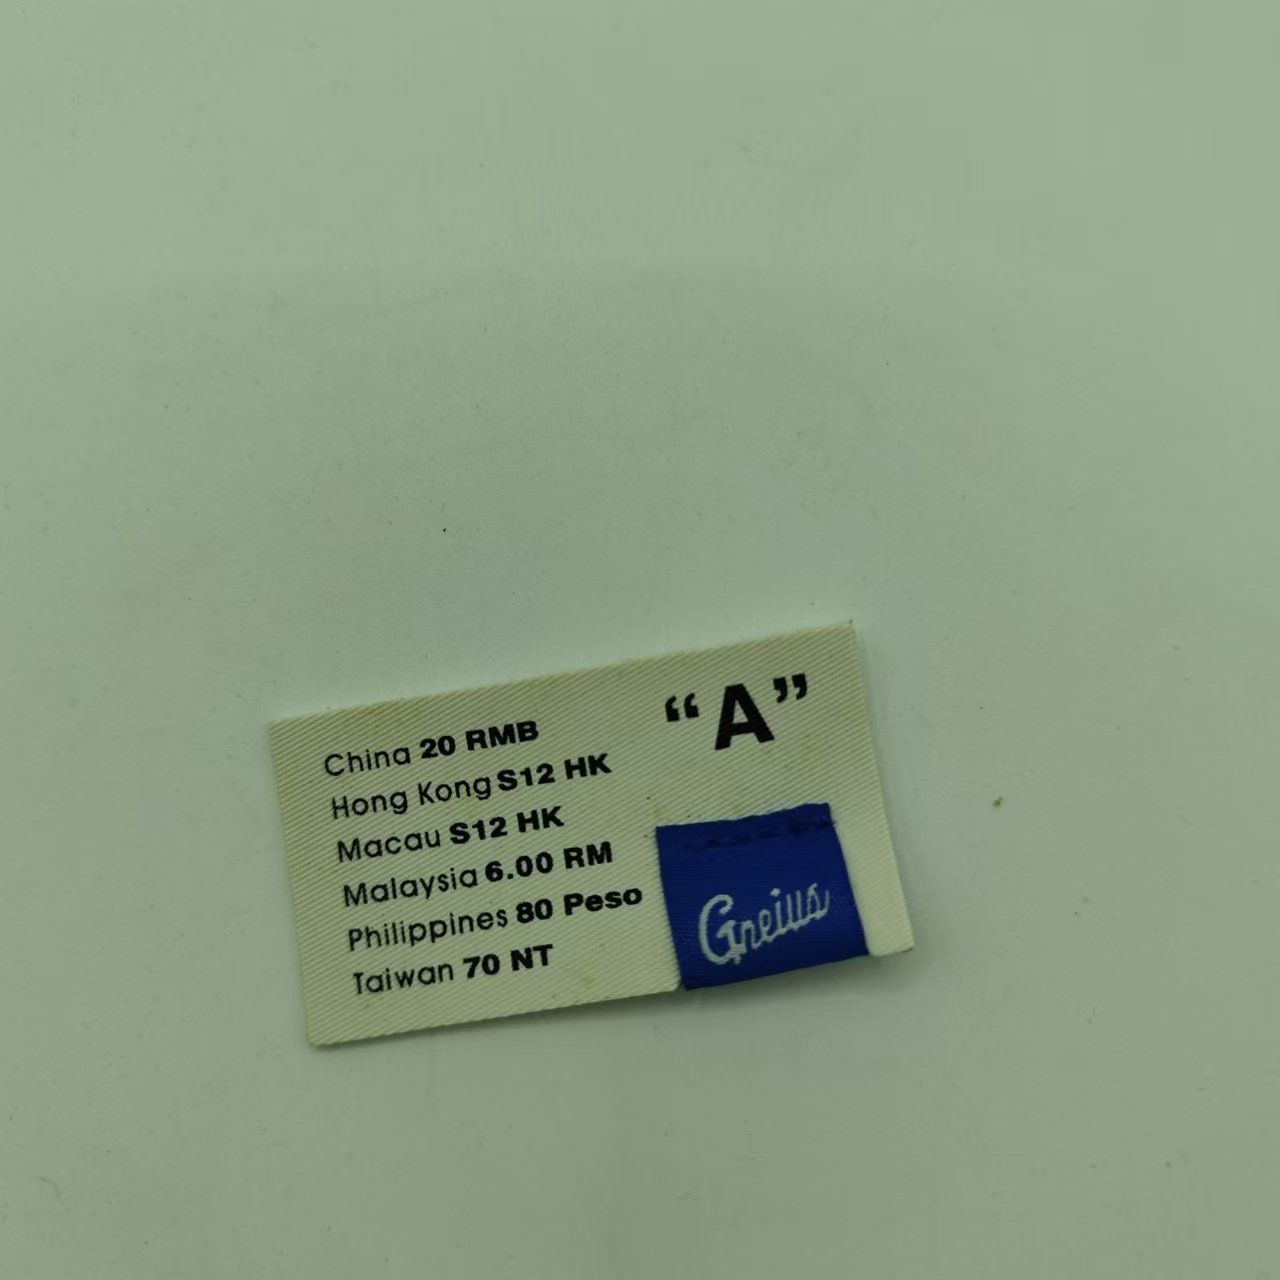 “A”
China 20 RMB
Hong Kong S12 HK
Macau S12 HK
Malaysia 6.00 RM
Philippines 80 Peso
Taiwan 70 NT
Gneius